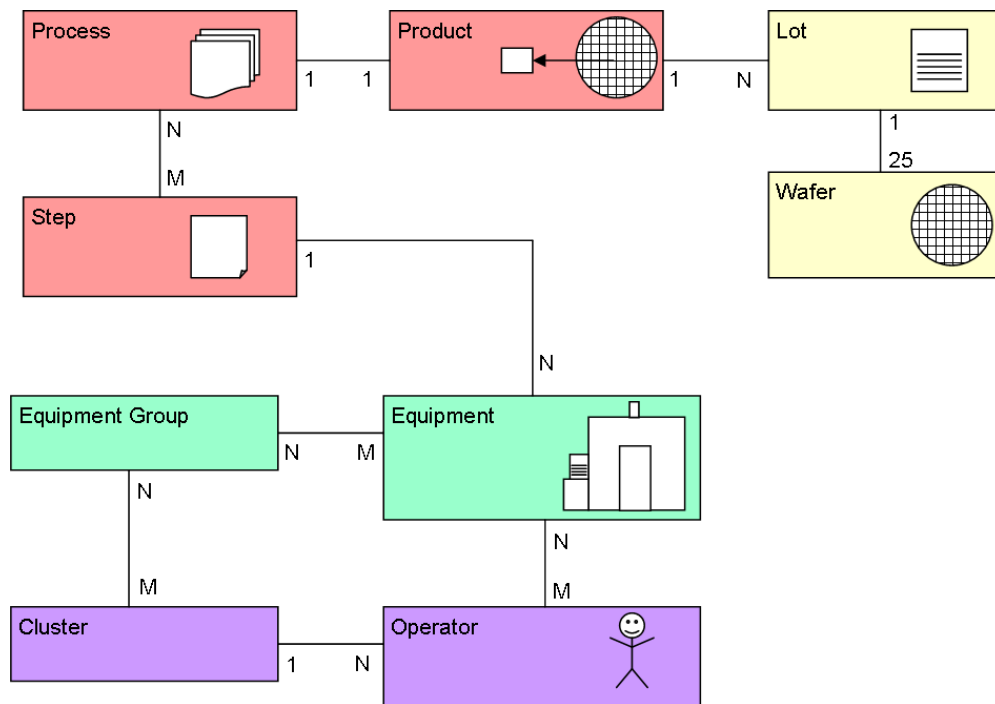 Process
Product
Lot
1
1
1
N
N
1
M
25
Step
Wafer
1
N
Equipment Group
Equipment
N
M
N
N
M
M
Cluster
Operator
1
N